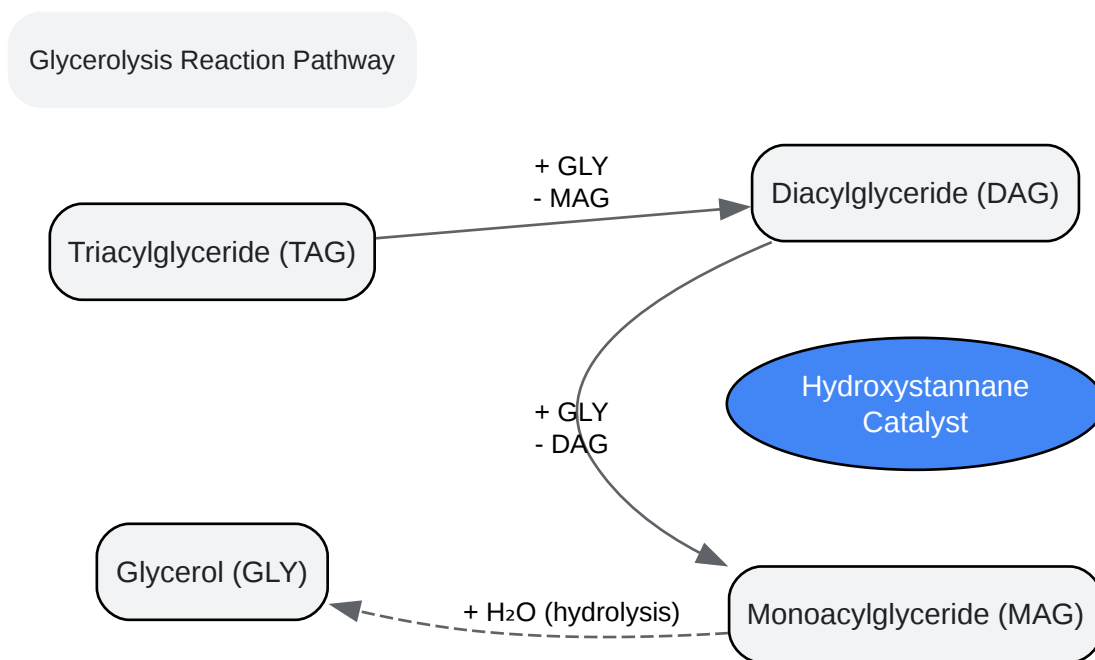 Glycerolysis Reaction Pathway
+ GLY
- MAG
Diacylglyceride (DAG)
Triacylglyceride (TAG)
Hydroxystannane
Catalyst
+ GLY
- DAG
Glycerol (GLY)
+ H₂O (hydrolysis)
Monoacylglyceride (MAG)